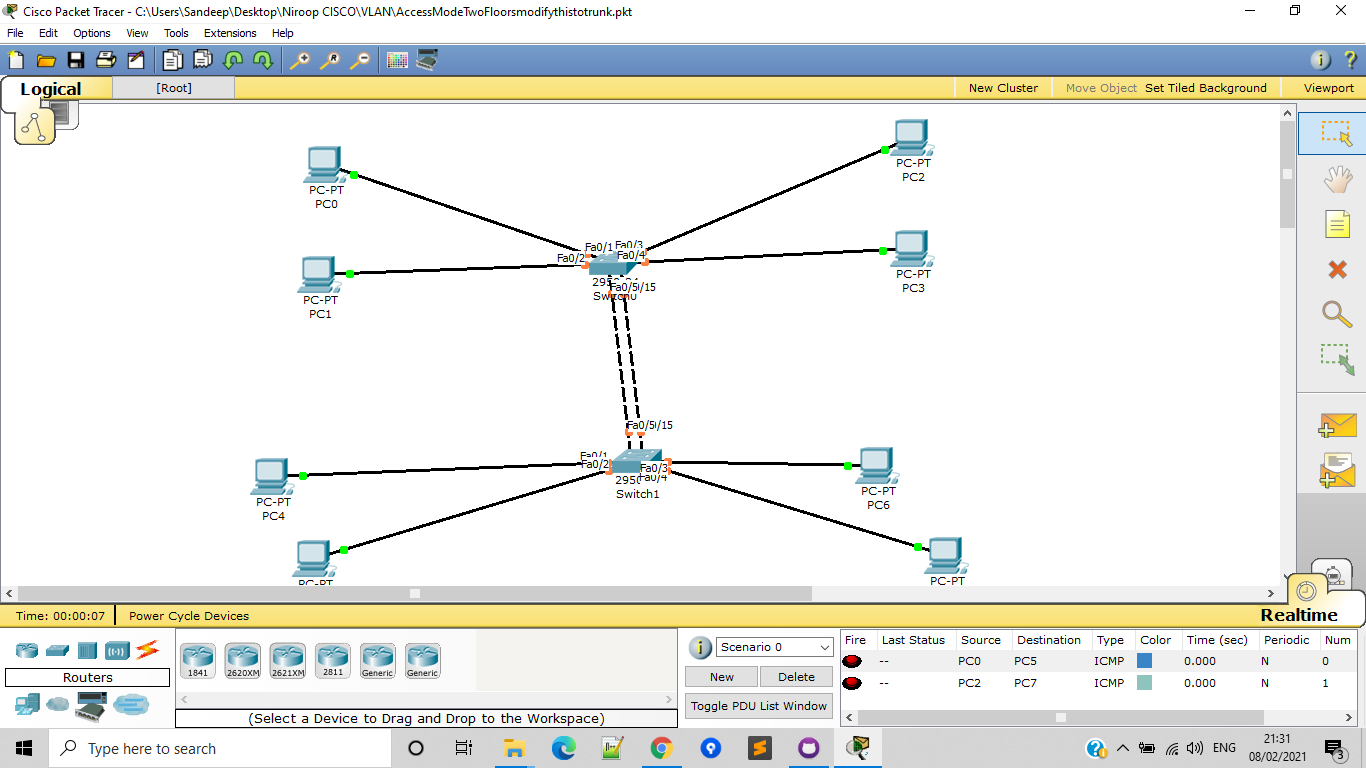 Cisco Packet Tracer - C:\Users\Sandeep\Desktop\Niroop CISCO\VLAN\AccessModeTwoFloorsmodifythistotrunk.pkt
File Edit Options View Tools Extensions Help
Logical [Root] New Cluster Move Object Set Tiled Background Viewport
PC-PT
PC0
PC-PT
PC2
Fa0/1 Fa0/3
Fa0/2 Fa0/4
PC-PT
PC1
PC-PT
PC3
Fa0/5 /15
Fa0/5 /15
Fa0/1
Fa0/2 Fa0/3
Fa0/4
Switch1
PC-PT
PC4
PC-PT
PC6
PC-PT
PC-PT
Time: 00:00:07 Power Cycle Devices Realtime
Routers
1841 2620XM 2621XM 2811 Generic Generic
(Select a Device to Drag and Drop to the Workspace)
Scenario 0
New Delete
Toggle PDU List Window
Fire Last Status Source Destination Type Color Time (sec) Periodic Num
-- PC0 PC5 ICMP 0.000 N 0
-- PC2 PC7 ICMP 0.000 N 1
Type here to search
ENG
21:31
08/02/2021
3